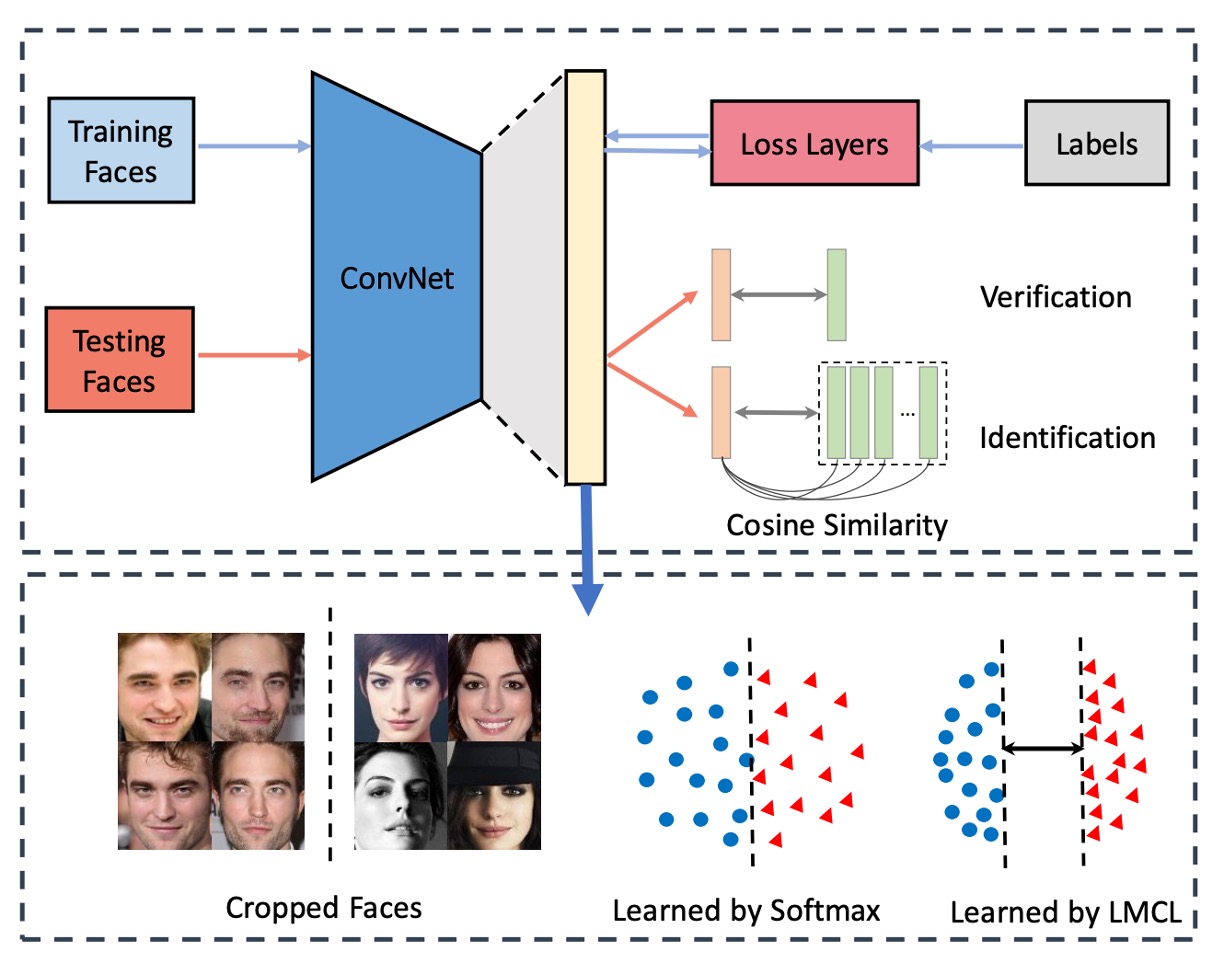 Training
Faces
Loss Layers
Labels
ConvNet
Testing
Faces
Verification
...
Identification
Cosine Similarity
Cropped Faces
Learned by Softmax
Learned by LMCL